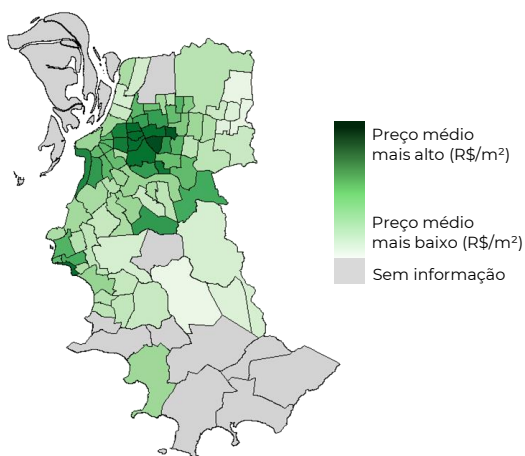 Preço médio
mais alto (R$/m²)
Preço médio
mais baixo (R$/m²)
Sem informação